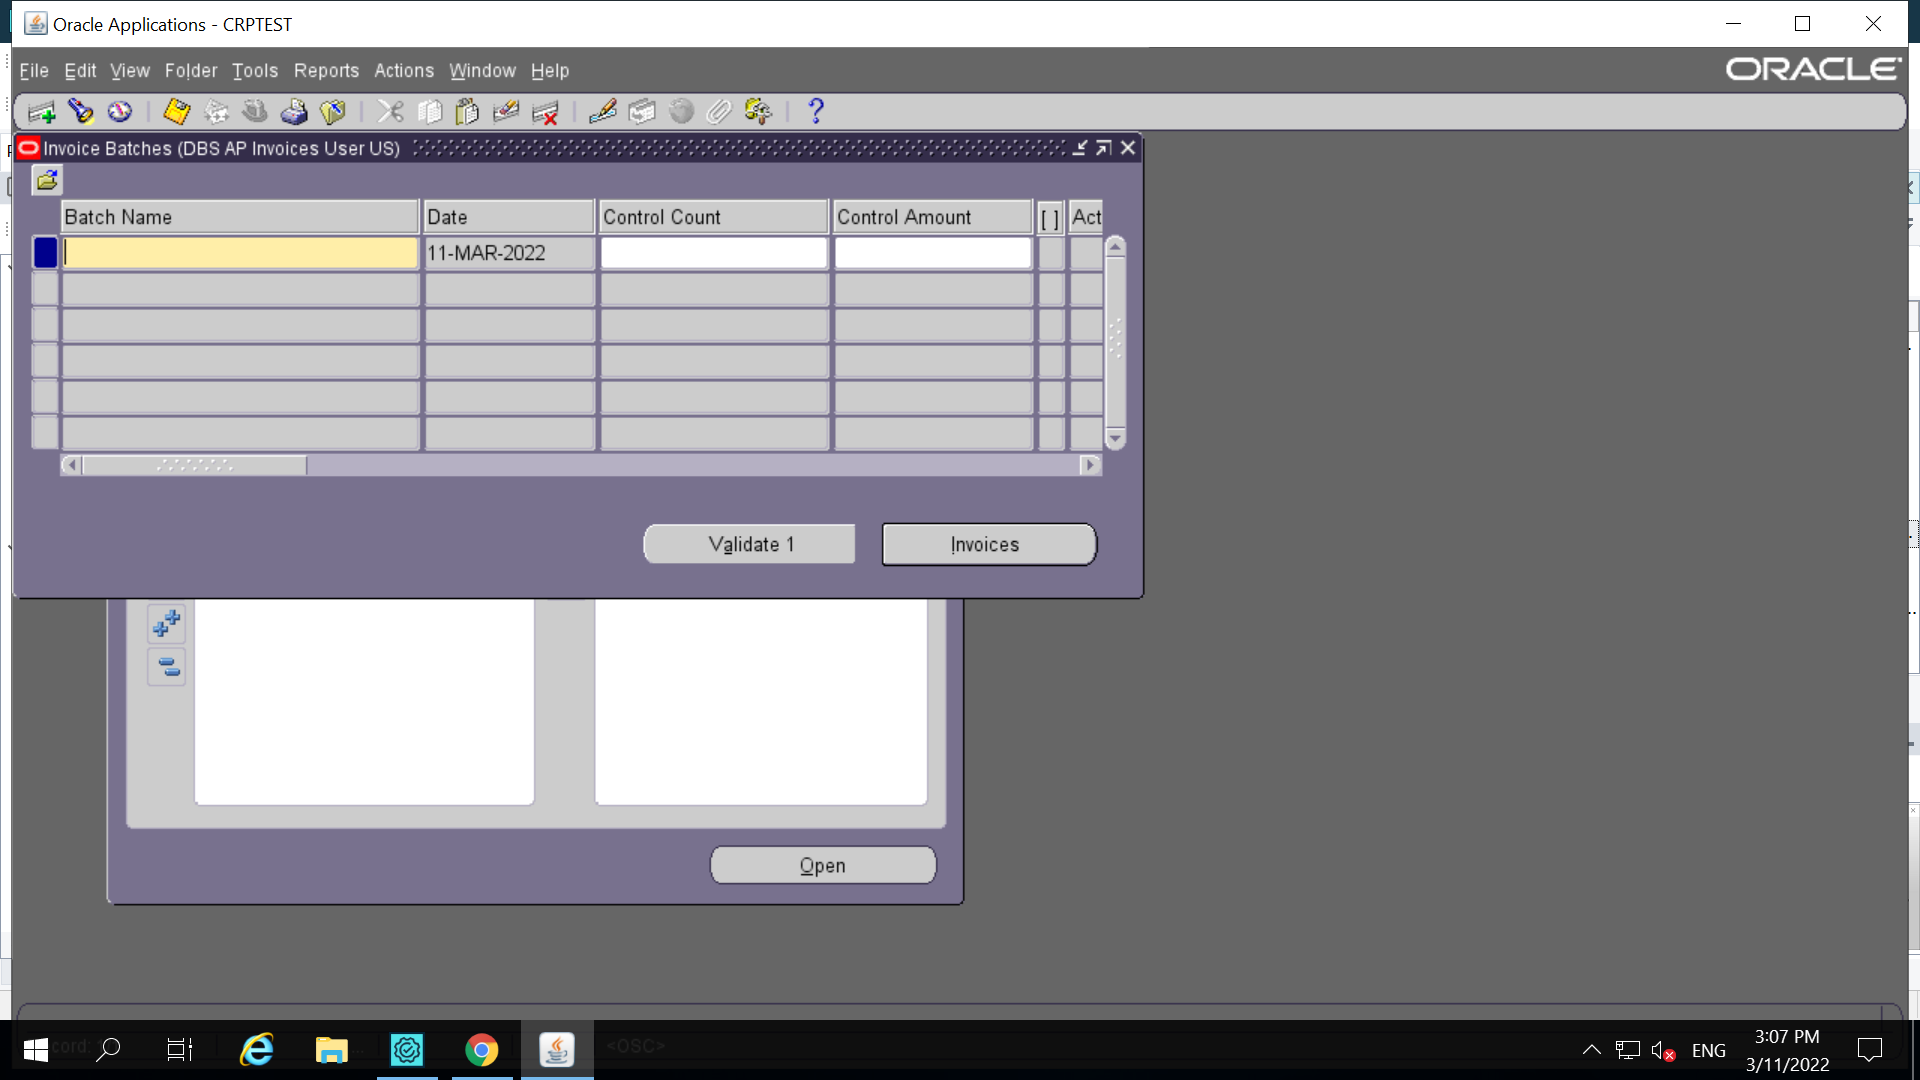 Oracle Applications - CRPTEST
File Edit View Folder Tools Reports Actions Window Help
ORACLE
Invoice Batches (DBS AP Invoices User US)
Batch Name Date Control Count Control Amount [ ] Act
11-MAR-2022
Validate 1 Invoices
Open
cord: <OSC>
ENG
3:07 PM
3/11/2022